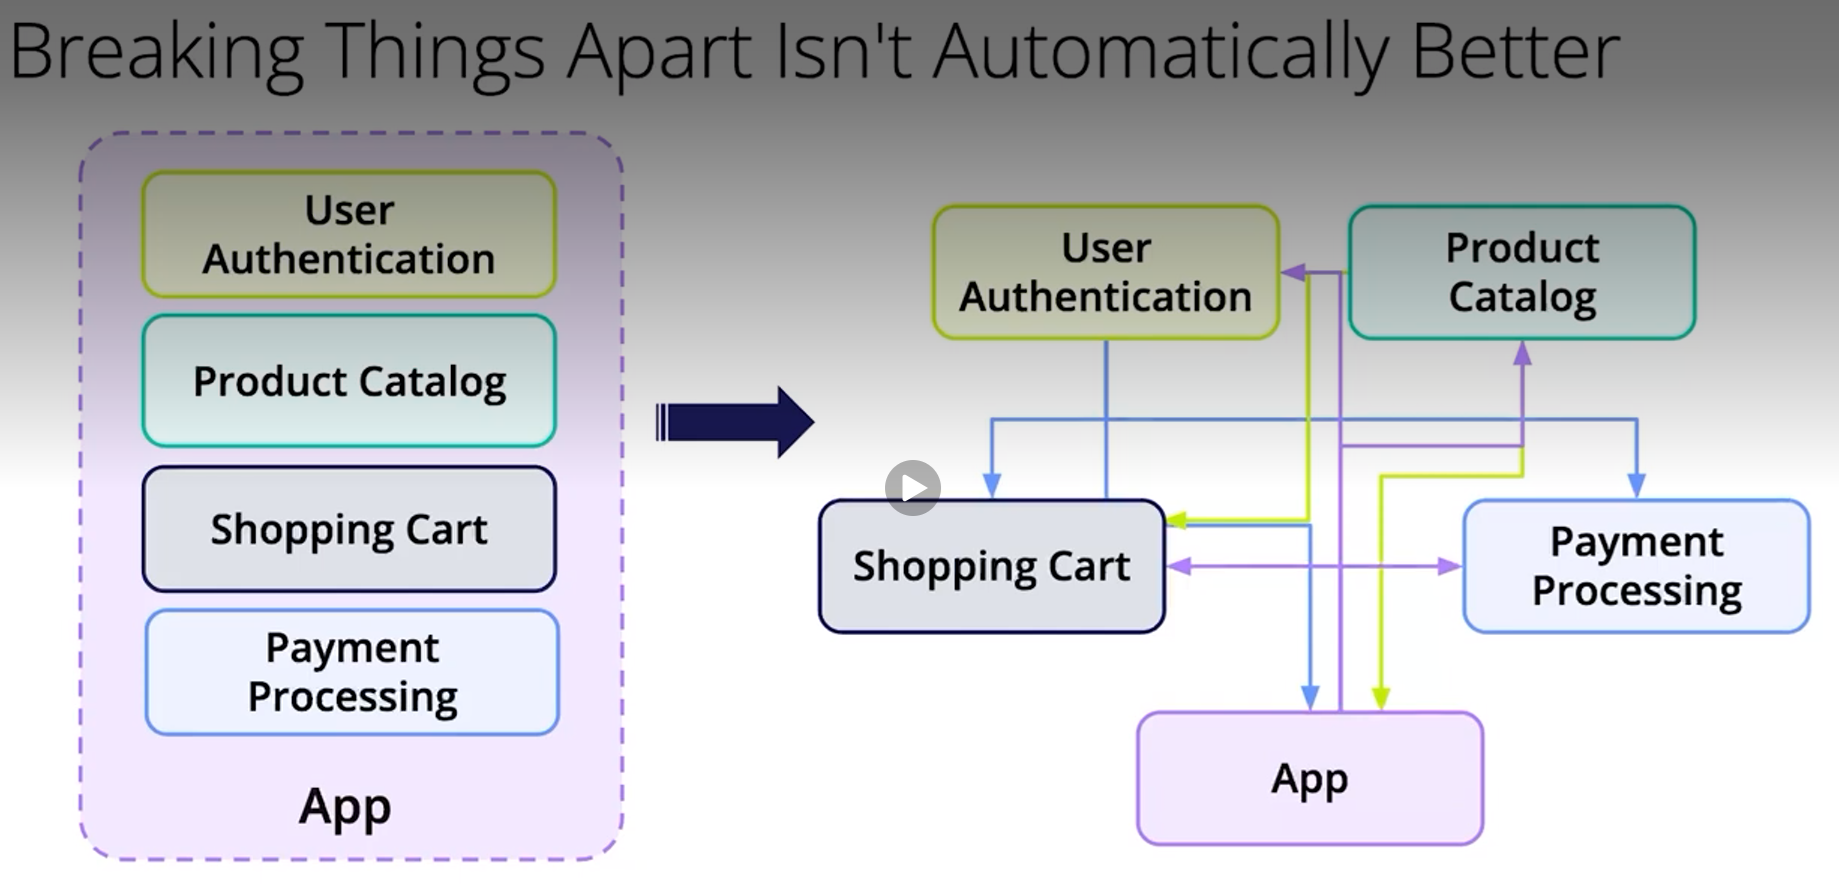 Breaking Things Apart Isn't Automatically Better
User
Authentication
Product Catalog
Shopping Cart
Payment
Processing
App
User
Authentication
Product
Catalog
Shopping Cart
Payment
Processing
App